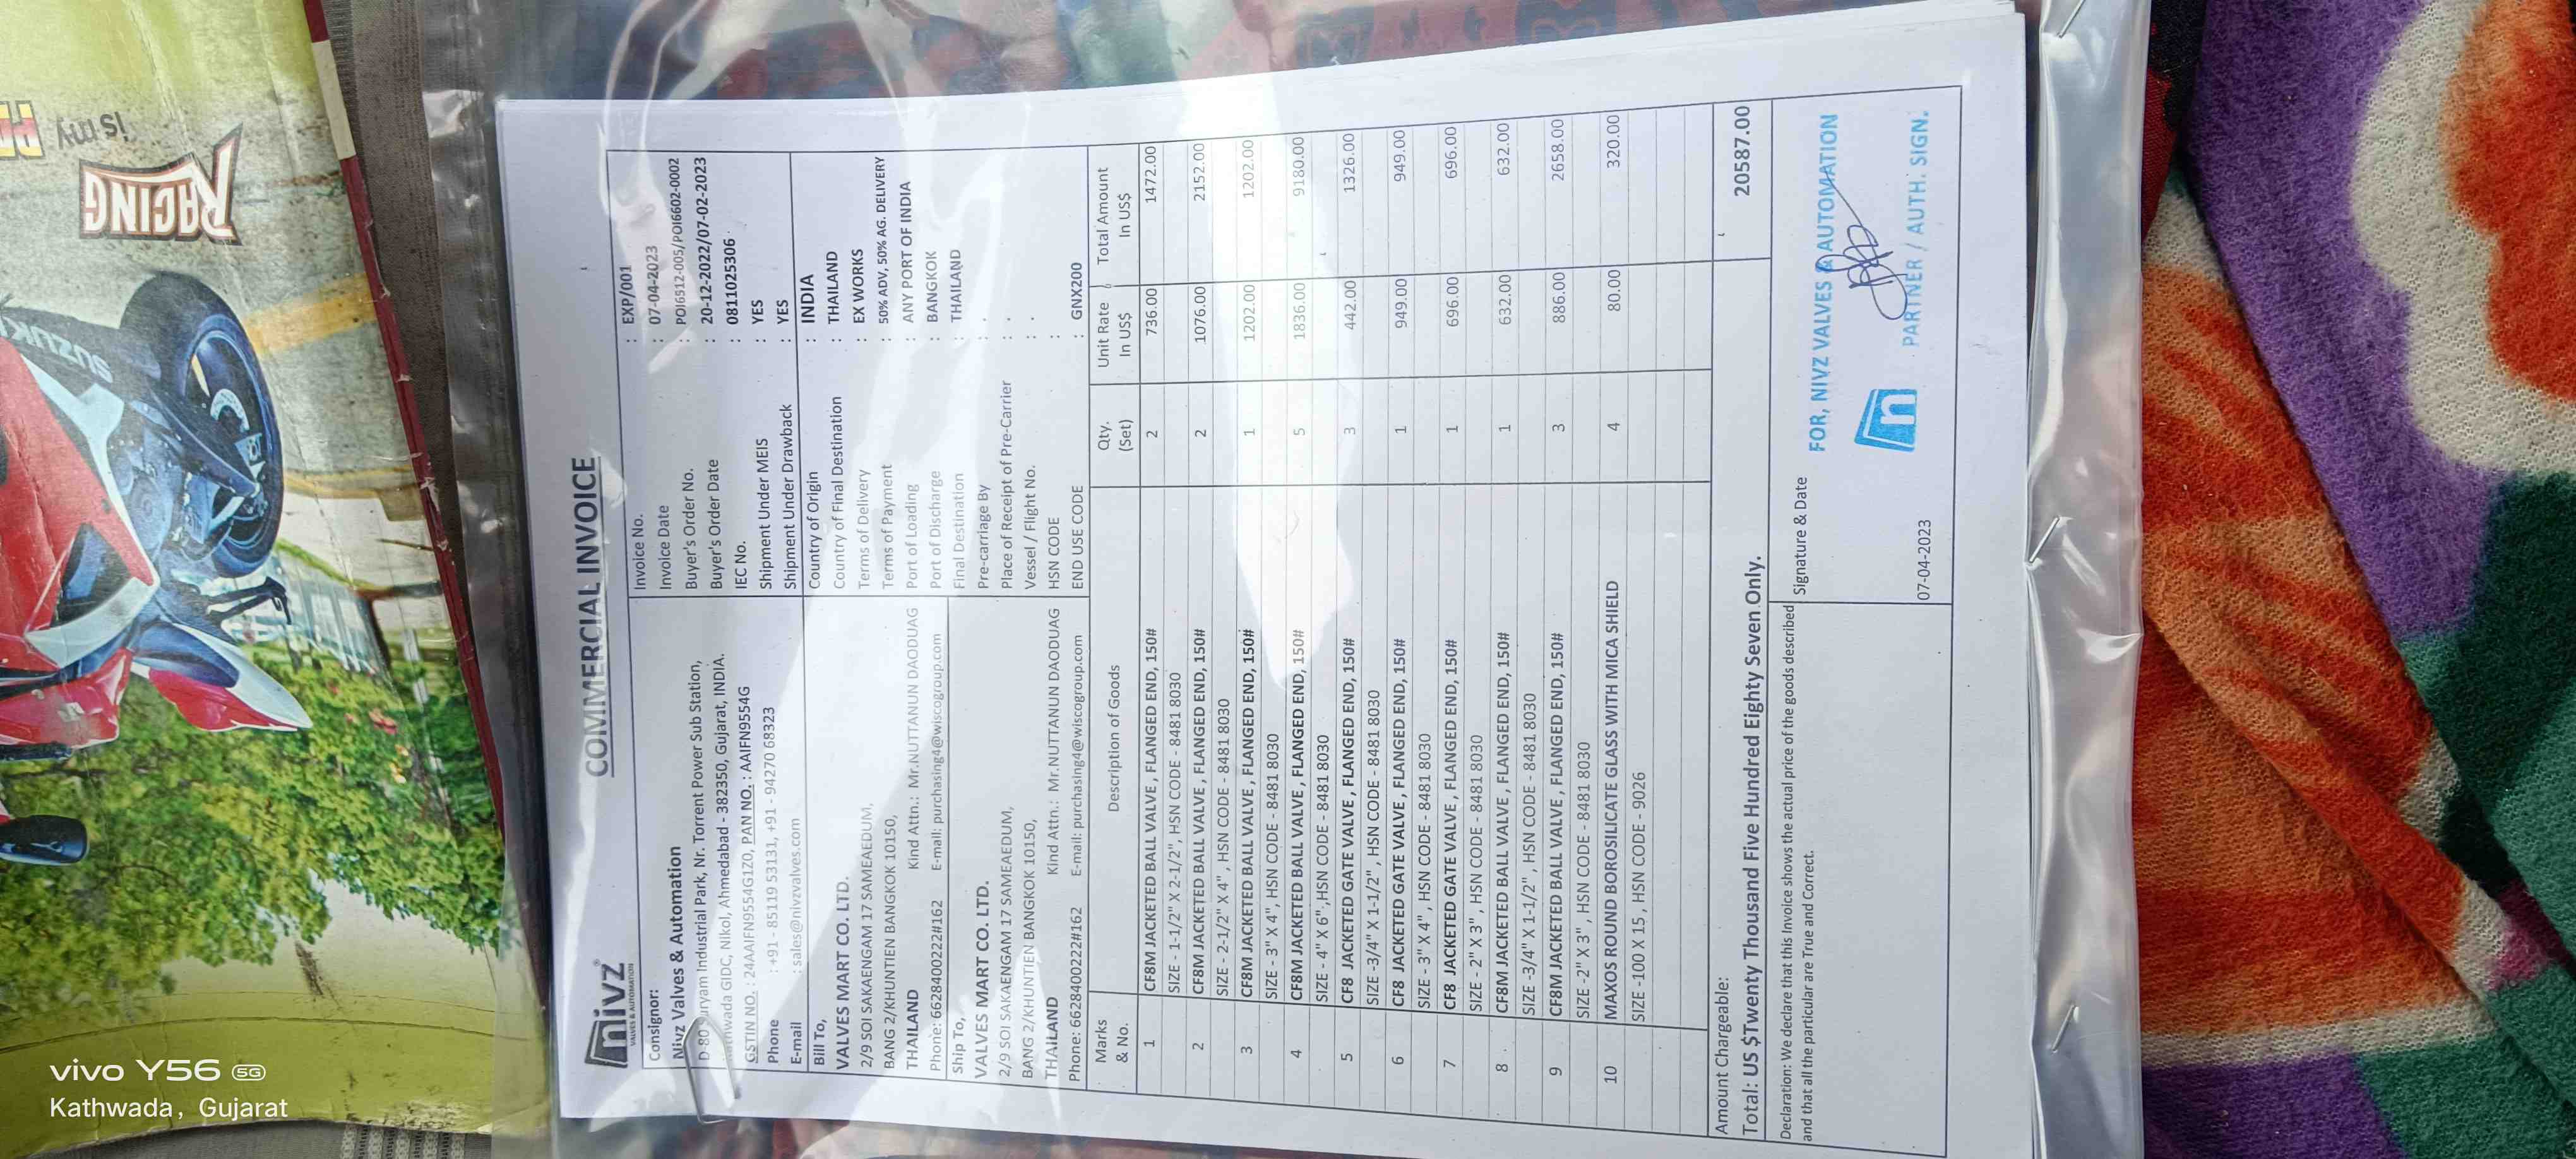 COMMERCIAL INVOICE
nivz®
VALVES & AUTOMATION
Consignor:
Nivz Valves & Automation
D 80 Suryam Industrial Park, Nr. Torrent Power Sub Station,
Kathwada GIDC, Nikol, Ahmedabad - 382350, Gujarat, INDIA.
GSTIN NO. : 24AAIFN9554G1Z0, PAN NO. : AAIFN9554G
Phone : +91 - 85119 53131, +91 - 94270 68323
E-mail : sales@nivzvalves.com
Bill To,
VALVES MART CO. LTD.
2/9 SOI SAKAENGAM 17 SAMEAEDUM,
BANG 2/KHUNTIEN BANGKOK 10150,
THAILAND Kind Attn.: Mr.NUTTANUN DAODUAG
Phone: 6628400222#162 E-mail: purchasing4@wiscogroup.com
Ship To,
VALVES MART CO. LTD.
2/9 SOI SAKAENGAM 17 SAMEAEDUM,
BANG 2/KHUNTIEN BANGKOK 10150,
THAILAND Kind Attn.: Mr.NUTTANUN DAODUAG
Phone: 6628400222#162 E-mail: purchasing4@wiscogroup.com
Invoice No. : EXP/001
Invoice Date : 07-04-2023
Buyer's Order No. : POI6512-005/POI6602-0002
Buyer's Order Date : 20-12-2022/07-02-2023
IEC No. : 0811025306
Shipment Under MEIS : YES
Shipment Under Drawback : YES
Country of Origin : INDIA
Country of Final Destination : THAILAND
Terms of Delivery : EX WORKS
Terms of Payment : 50% ADV, 50% AG. DELIVERY
Port of Loading : ANY PORT OF INDIA
Port of Discharge : BANGKOK
Final Destination : THAILAND
Pre-carriage By : .
Place of Receipt of Pre-Carrier : .
Vessel / Flight No. : .
HSN CODE :
END USE CODE : GNX200
Marks & No. Description of Goods Qty. (Set) Unit Rate In US$ Total Amount In US$
1 CF8M JACKETED BALL VALVE , FLANGED END, 150# 2 736.00 1472.00
SIZE - 1-1/2" X 2-1/2", HSN CODE - 8481 8030
2 CF8M JACKETED BALL VALVE , FLANGED END, 150# 2 1076.00 2152.00
SIZE - 2-1/2" X 4" , HSN CODE - 8481 8030
3 CF8M JACKETED BALL VALVE , FLANGED END, 150# 1 1202.00 1202.00
SIZE - 3" X 4", HSN CODE - 8481 8030
4 CF8M JACKETED BALL VALVE , FLANGED END, 150# 5 1836.00 9180.00
SIZE - 4" X 6" ,HSN CODE - 8481 8030
5 CF8 JACKETED GATE VALVE , FLANGED END, 150# 3 442.00 1326.00
SIZE -3/4" X 1-1/2" , HSN CODE - 8481 8030
6 CF8 JACKETED GATE VALVE , FLANGED END, 150# 1 949.00 949.00
SIZE - 3" X 4" , HSN CODE - 8481 8030
7 CF8 JACKETED GATE VALVE , FLANGED END, 150# 1 696.00 696.00
SIZE - 2" X 3" , HSN CODE - 8481 8030
8 CF8M JACKETED BALL VALVE , FLANGED END, 150# 1 632.00 632.00
SIZE -3/4" X 1-1/2" , HSN CODE - 8481 8030
9 CF8M JACKETED BALL VALVE , FLANGED END, 150# 3 886.00 2658.00
SIZE -2" X 3" , HSN CODE - 8481 8030
10 MAXOS ROUND BOROSILICATE GLASS WITH MICA SHIELD 4 80.00 320.00
SIZE -100 X 15 , HSN CODE - 9026
Amount Chargeable:
Total: US $Twenty Thousand Five Hundred Eighty Seven Only. 20587.00
Declaration: We declare that this Invoice shows the actual price of the goods described
and that all the particular are True and Correct.
Signature & Date
FOR, NIVZ VALVES & AUTOMATION
n
PARTNER / AUTH. SIGN.
07-04-2023
is my
RACING
SUZUKI
vivo Y56 5G
Kathwada, Gujarat